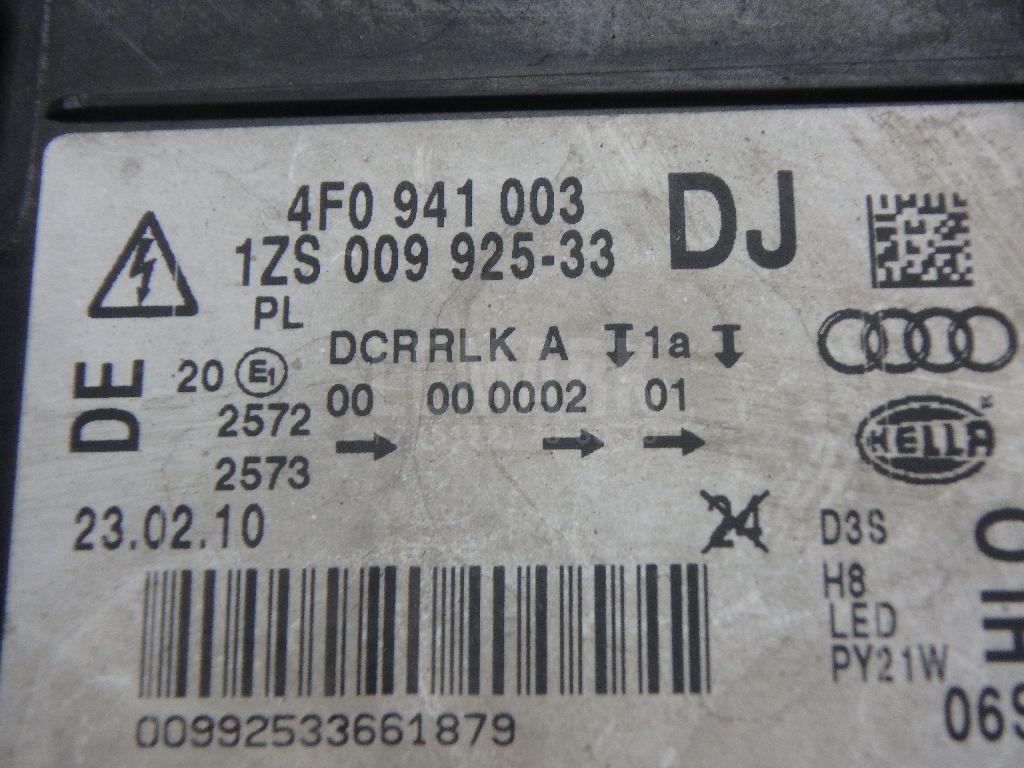 4F0 941 003 DJ
1ZS 009 925-33
PL
DE
DCR RLK A 1a
20 E1
00 00 0002 01
2572
2573
HELLA
23.02.10
24 D3S
H8
LED
PY21W
00992533661879